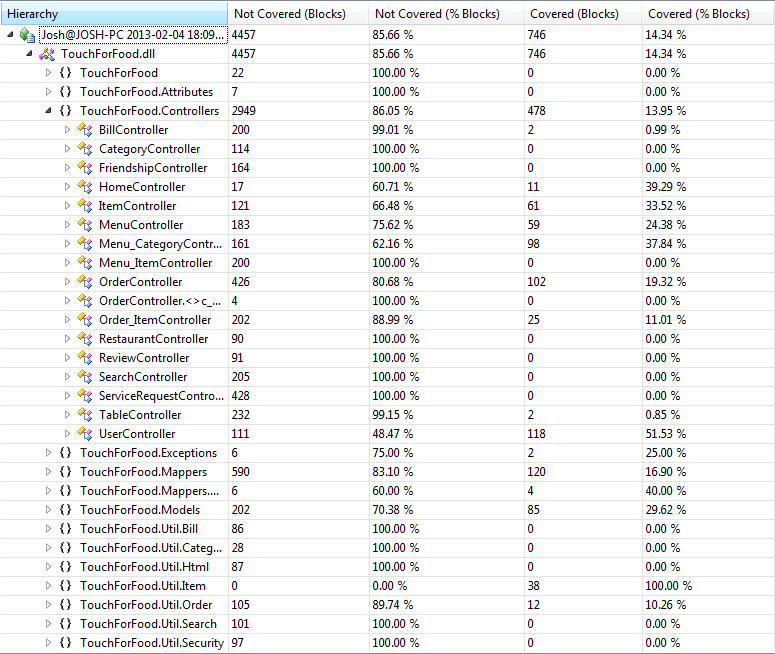 Hierarchy Not Covered (Blocks) Not Covered (% Blocks) Covered (Blocks) Covered (% Blocks)
Josh@JOSH-PC 2013-02-04 18:09... 4457 85.66 % 746 14.34 %
TouchForFood.dll 4457 85.66 % 746 14.34 %
{} TouchForFood 22 100.00 % 0 0.00 %
{} TouchForFood.Attributes 7 100.00 % 0 0.00 %
{} TouchForFood.Controllers 2949 86.05 % 478 13.95 %
BillController 200 99.01 % 2 0.99 %
CategoryController 114 100.00 % 0 0.00 %
FriendshipController 164 100.00 % 0 0.00 %
HomeController 17 60.71 % 11 39.29 %
ItemController 121 66.48 % 61 33.52 %
MenuController 183 75.62 % 59 24.38 %
Menu_CategoryContr... 161 62.16 % 98 37.84 %
Menu_ItemController 200 100.00 % 0 0.00 %
OrderController 426 80.68 % 102 19.32 %
OrderController.<>c_... 4 100.00 % 0 0.00 %
Order_ItemController 202 88.99 % 25 11.01 %
RestaurantController 90 100.00 % 0 0.00 %
ReviewController 91 100.00 % 0 0.00 %
SearchController 205 100.00 % 0 0.00 %
ServiceRequestContro... 428 100.00 % 0 0.00 %
TableController 232 99.15 % 2 0.85 %
UserController 111 48.47 % 118 51.53 %
{} TouchForFood.Exceptions 6 75.00 % 2 25.00 %
{} TouchForFood.Mappers 590 83.10 % 120 16.90 %
{} TouchForFood.Mappers.... 6 60.00 % 4 40.00 %
{} TouchForFood.Models 202 70.38 % 85 29.62 %
{} TouchForFood.Util.Bill 86 100.00 % 0 0.00 %
{} TouchForFood.Util.Categ... 28 100.00 % 0 0.00 %
{} TouchForFood.Util.Html 87 100.00 % 0 0.00 %
{} TouchForFood.Util.Item 0 0.00 % 38 100.00 %
{} TouchForFood.Util.Order 105 89.74 % 12 10.26 %
{} TouchForFood.Util.Search 101 100.00 % 0 0.00 %
{} TouchForFood.Util.Security 97 100.00 % 0 0.00 %